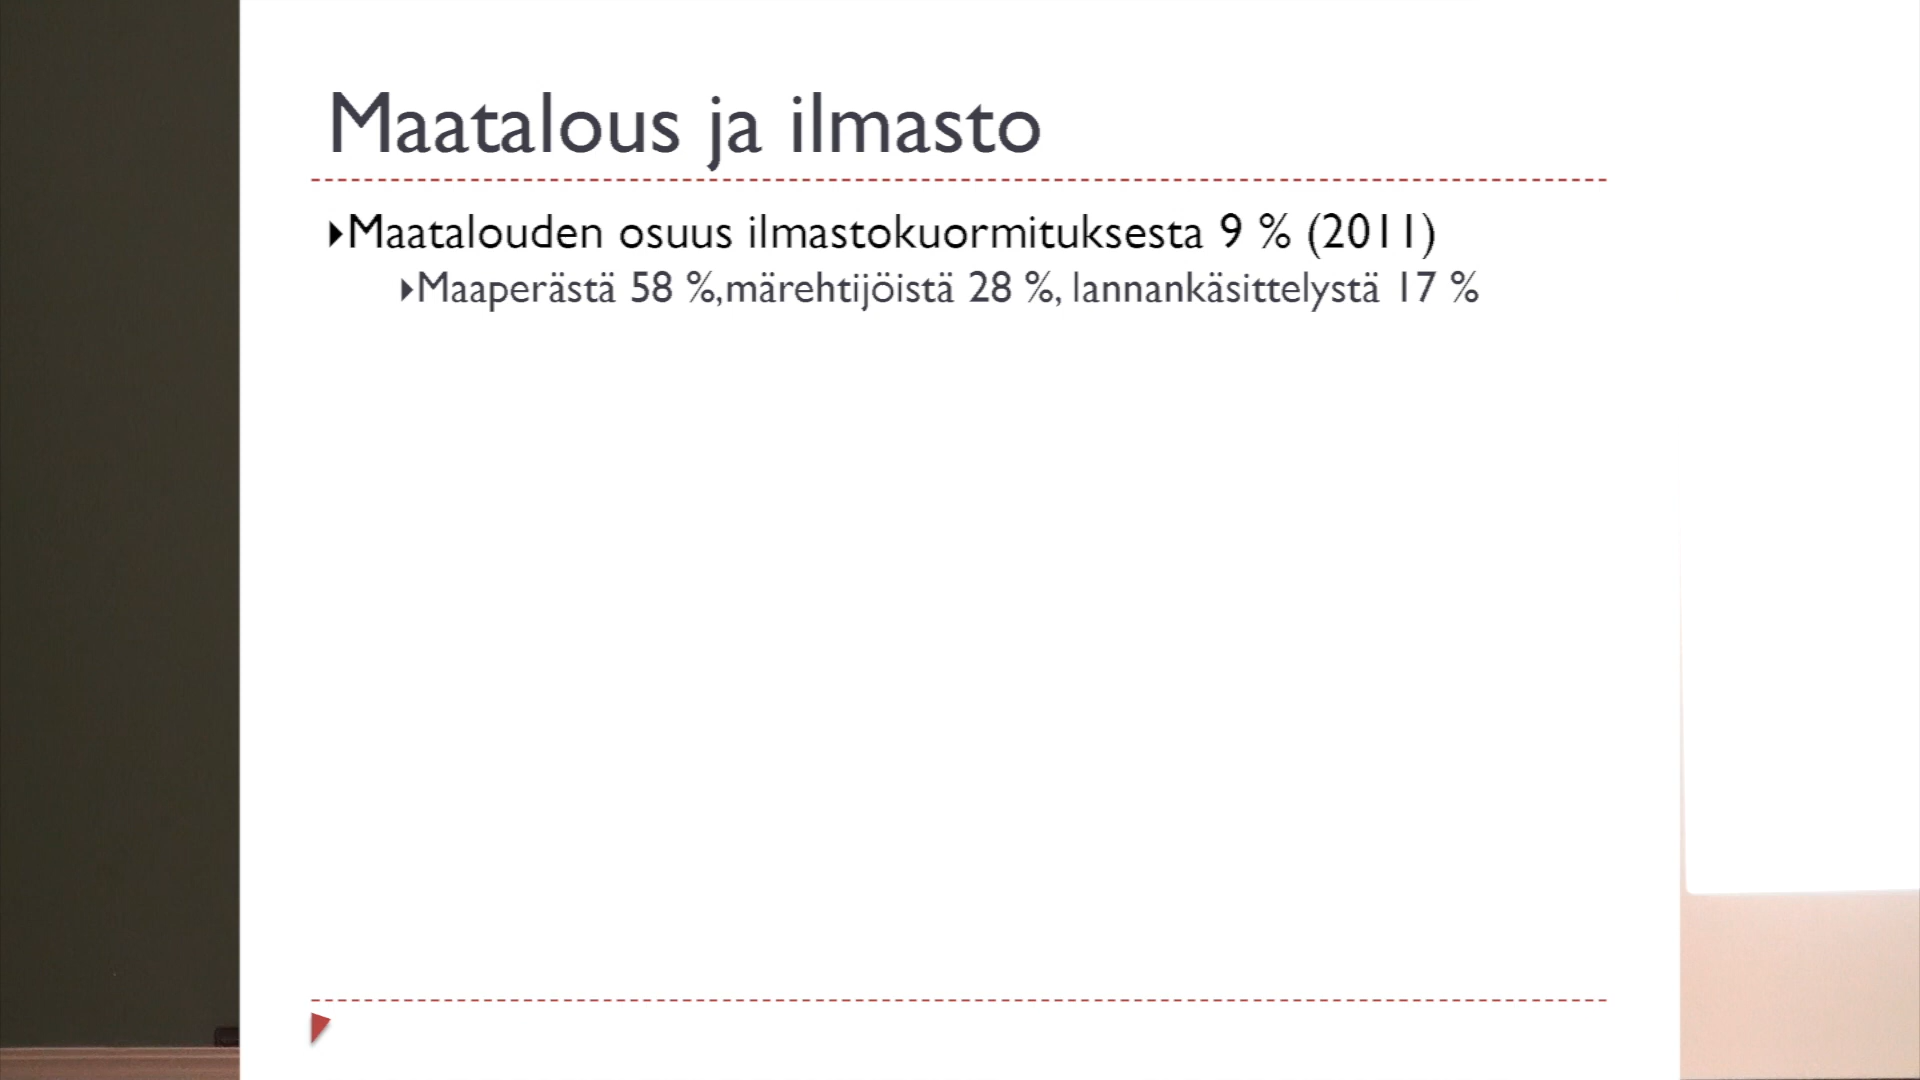 Maatalous ja ilmasto
Maatalouden osuus ilmastokuormituksesta 9 % (2011)
Maaperästä 58 %,märehtijöistä 28 %, lannankäsittelystä 17 %